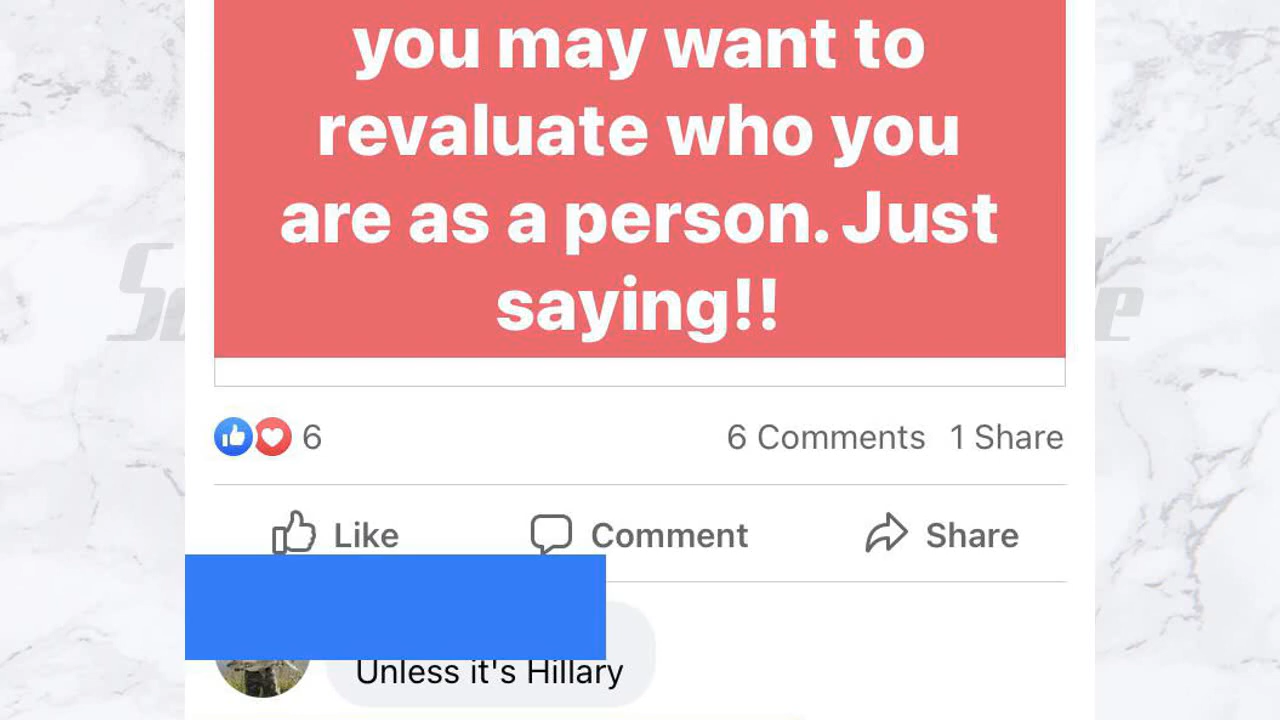 you may want to
revaluate who you
are as a person. Just
saying!!
6
6 Comments 1 Share
Like
Comment
Share
Unless it's Hillary